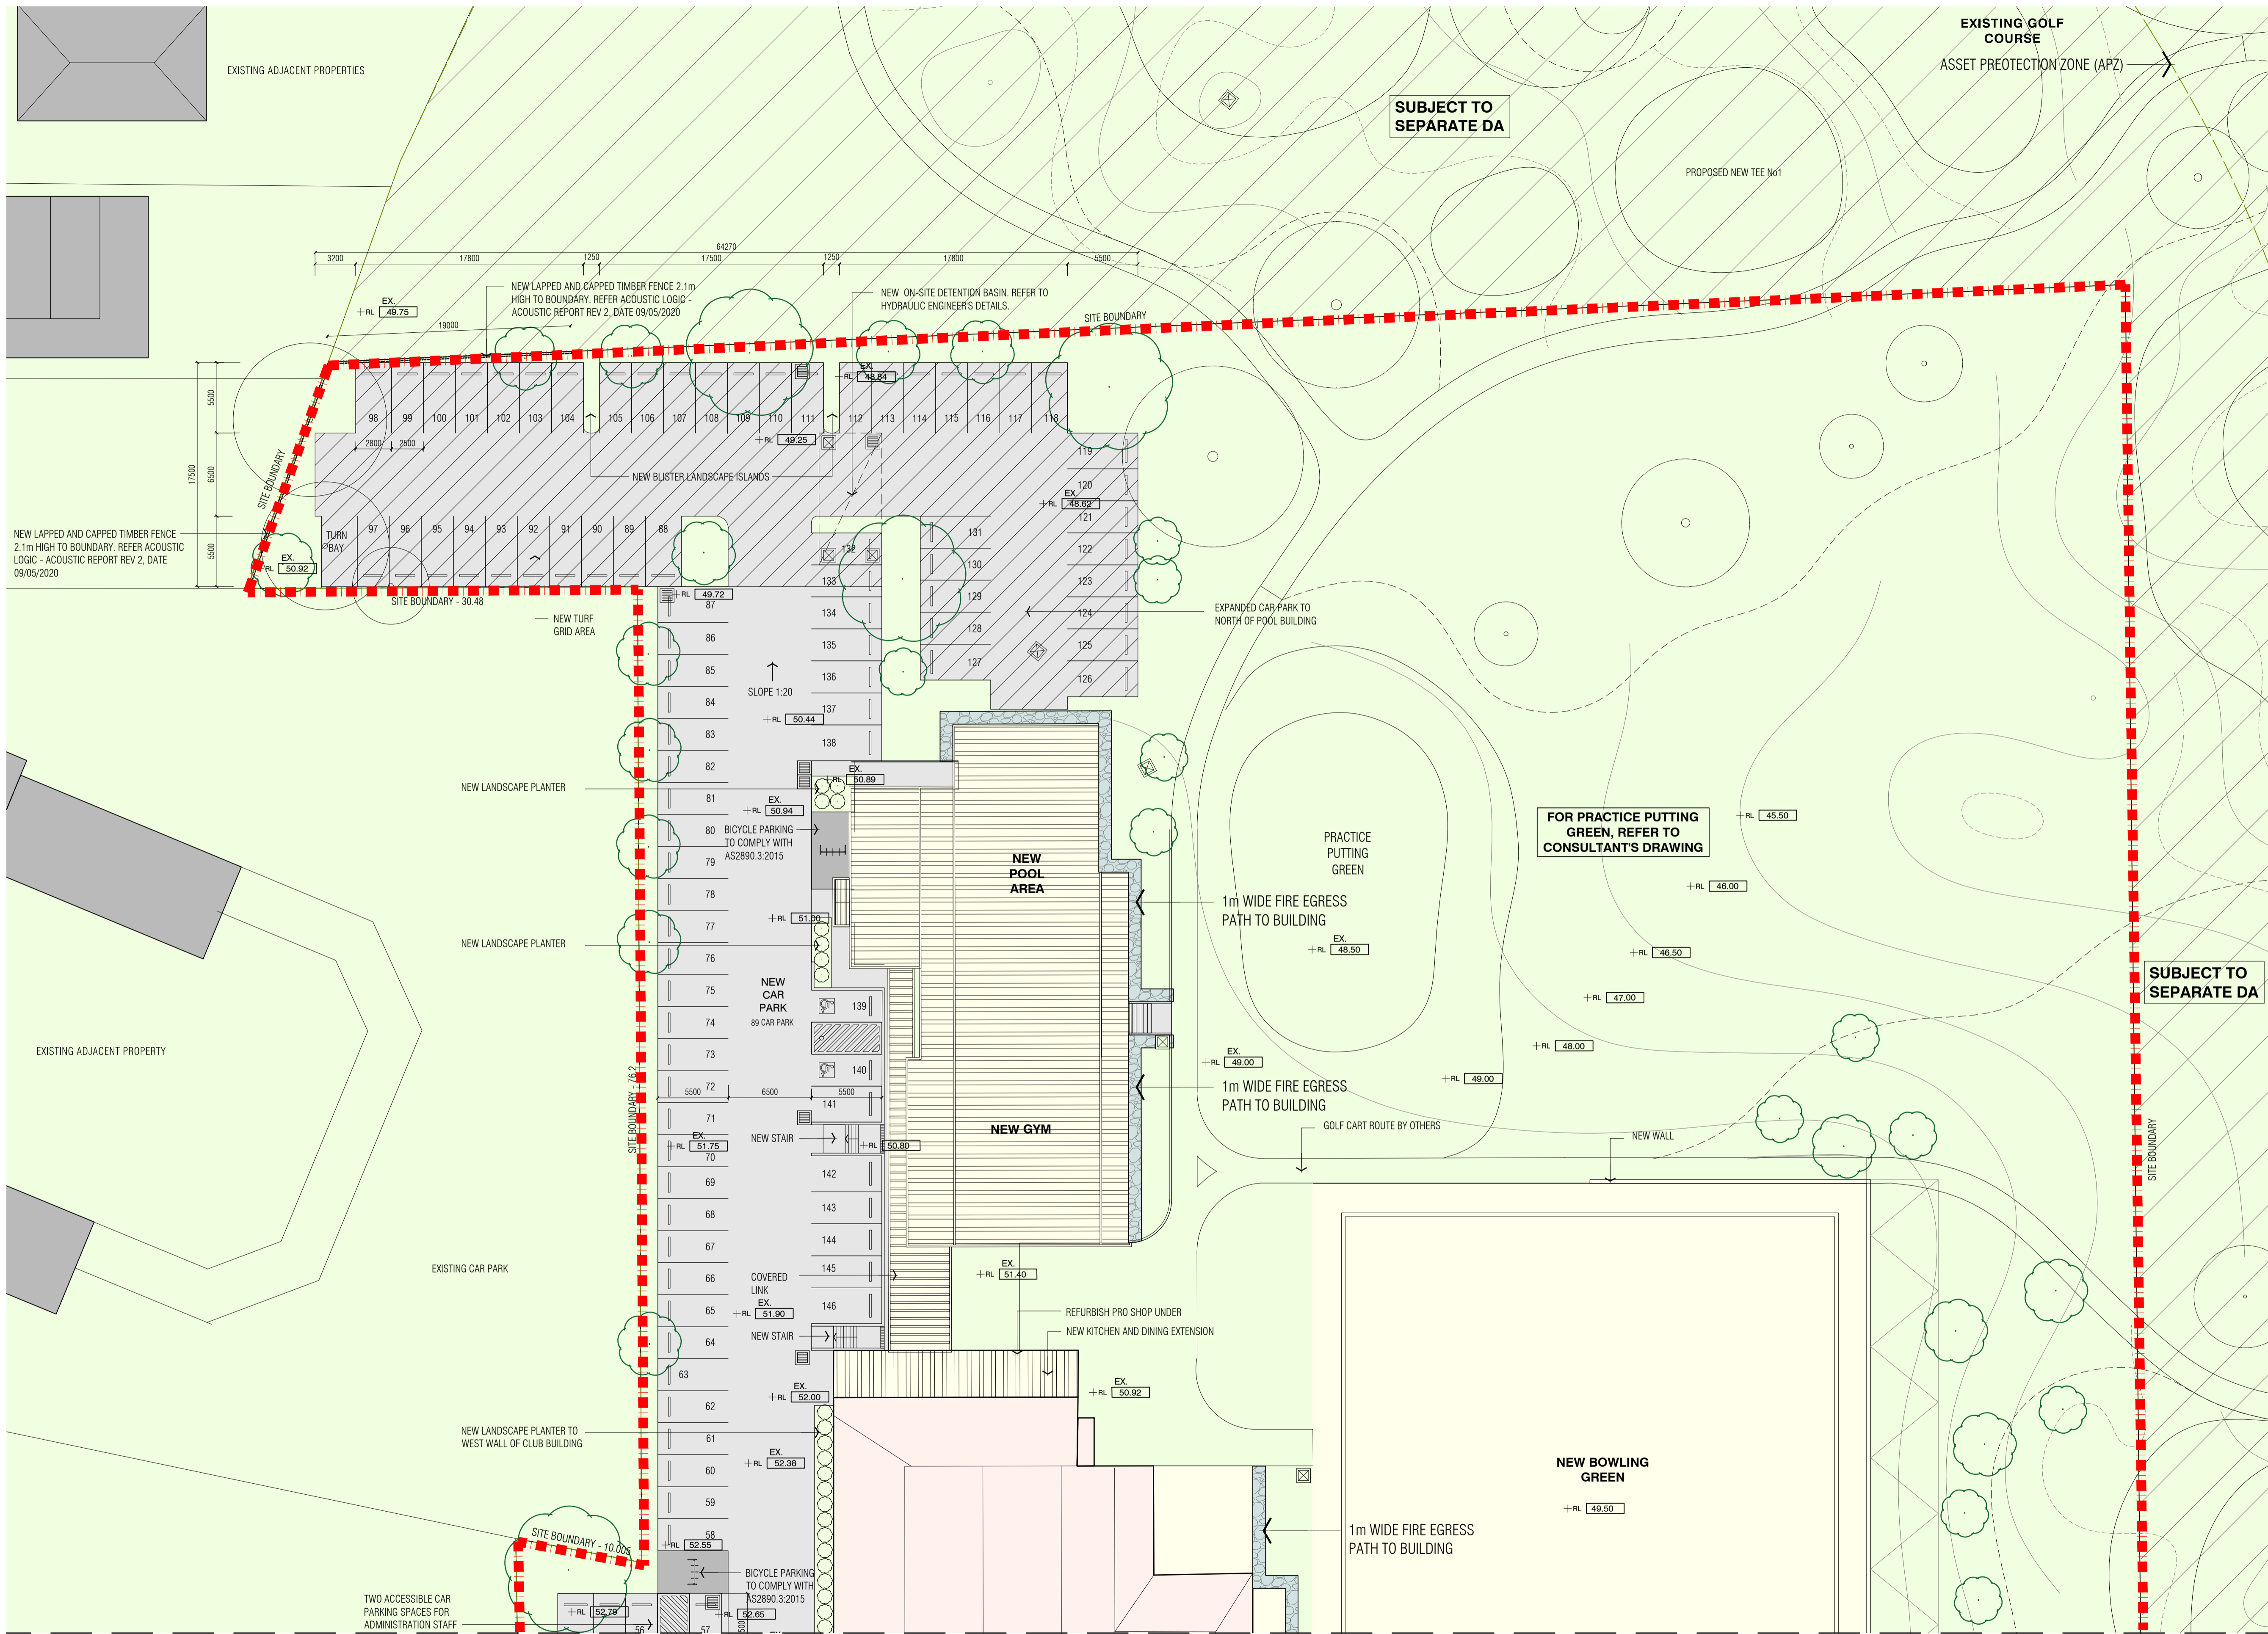 EXISTING ADJACENT PROPERTIES
EXISTING GOLF
COURSE
ASSET PREOTECTION ZONE (APZ)
SUBJECT TO
SEPARATE DA
PROPOSED NEW TEE No1
64270
3200
17800
1250
17500
1250
17800
5500
NEW LAPPED AND CAPPED TIMBER FENCE 2.1m
HIGH TO BOUNDARY. REFER ACOUSTIC LOGIC -
ACOUSTIC REPORT REV 2, DATE 09/05/2020
NEW ON-SITE DETENTION BASIN. REFER TO
HYDRAULIC ENGINEER'S DETAILS.
EX.
RL 49.75
19000
SITE BOUNDARY
EX.
RL 48.84
5500
6500
17500
5500
98
99
100
101
102
103
104
105
106
107
108
109
110
111
112
113
114
115
116
117
118
2800
2500
RL 49.25
SITE BOUNDARY
NEW BLISTER LANDSCAPE ISLANDS
119
120
EX.
RL 48.62
121
122
123
124
125
126
NEW LAPPED AND CAPPED TIMBER FENCE
2.1m HIGH TO BOUNDARY. REFER ACOUSTIC
LOGIC - ACOUSTIC REPORT REV 2, DATE
09/05/2020
EX.
RL 50.92
TURN
BAY
97
96
95
94
93
92
91
90
89
88
131
130
129
128
127
132
133
134
135
136
137
138
SITE BOUNDARY - 30.48
NEW TURF
GRID AREA
RL 49.72
87
86
85
84
83
82
81
80
79
78
77
76
75
74
73
72
71
70
69
68
67
66
65
64
63
62
61
60
59
58
EXPANDED CAR PARK TO
NORTH OF POOL BUILDING
SLOPE 1:20
RL 50.44
EX.
RL 50.89
NEW LANDSCAPE PLANTER
EX.
RL 50.94
BICYCLE PARKING
TO COMPLY WITH
AS2890.3:2015
NEW
POOL
AREA
PRACTICE
PUTTING
GREEN
FOR PRACTICE PUTTING
GREEN, REFER TO
CONSULTANT'S DRAWING
RL 45.50
RL 46.00
1m WIDE FIRE EGRESS
PATH TO BUILDING
RL 51.00
NEW LANDSCAPE PLANTER
EX.
RL 48.50
RL 46.50
SUBJECT TO
SEPARATE DA
NEW
CAR
PARK
89 CAR PARK
139
140
RL 47.00
EXISTING ADJACENT PROPERTY
RL 48.00
EX.
RL 49.00
RL 49.00
SITE BOUNDARY - 76.2
5500
6500
5500
1m WIDE FIRE EGRESS
PATH TO BUILDING
141
EX.
RL 51.75
NEW STAIR
RL 50.80
NEW GYM
GOLF CART ROUTE BY OTHERS
NEW WALL
SITE BOUNDARY
142
143
144
145
146
EXISTING CAR PARK
COVERED
LINK
EX.
RL 51.90
EX.
RL 51.40
NEW STAIR
REFURBISH PRO SHOP UNDER
NEW KITCHEN AND DINING EXTENSION
EX.
RL 52.00
EX.
RL 50.92
NEW LANDSCAPE PLANTER TO
WEST WALL OF CLUB BUILDING
EX.
RL 52.38
NEW BOWLING
GREEN
RL 49.50
1m WIDE FIRE EGRESS
PATH TO BUILDING
SITE BOUNDARY - 10.005
RL 52.55
BICYCLE PARKING
TO COMPLY WITH
AS2890.3:2015
TWO ACCESSIBLE CAR
PARKING SPACES FOR
ADMINISTRATION STAFF
RL 52.79
RL 52.65
56
57